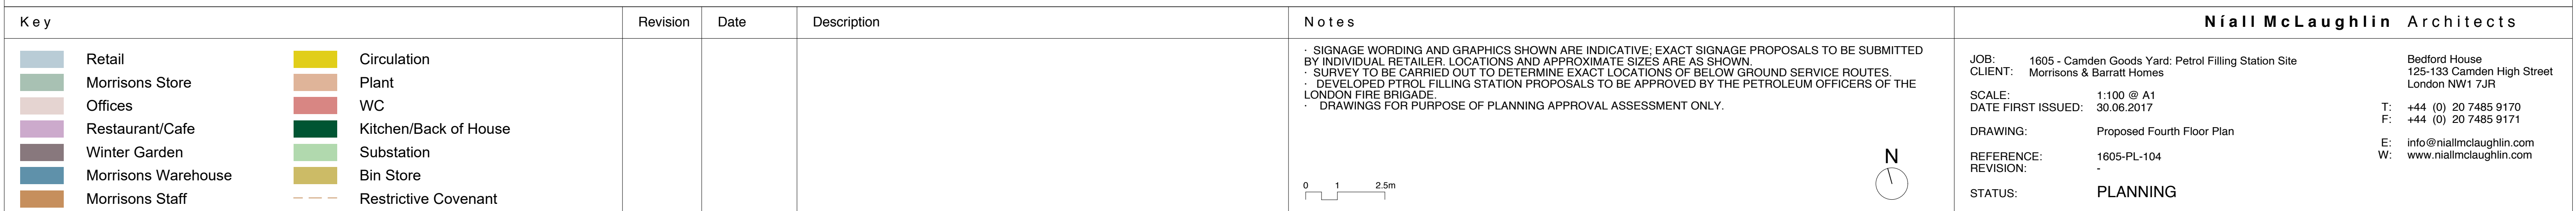 Key
Retail
Morrisons Store
Offices
Restaurant/Cafe
Winter Garden
Morrisons Warehouse
Morrisons Staff
Circulation
Plant
WC
Kitchen/Back of House
Substation
Bin Store
Restrictive Covenant
Revision
Date
Description
Notes
· SIGNAGE WORDING AND GRAPHICS SHOWN ARE INDICATIVE; EXACT SIGNAGE PROPOSALS TO BE SUBMITTED
BY INDIVIDUAL RETAILER. LOCATIONS AND APPROXIMATE SIZES ARE AS SHOWN.
· SURVEY TO BE CARRIED OUT TO DETERMINE EXACT LOCATIONS OF BELOW GROUND SERVICE ROUTES.
· DEVELOPED PTROL FILLING STATION PROPOSALS TO BE APPROVED BY THE PETROLEUM OFFICERS OF THE
LONDON FIRE BRIGADE.
· DRAWINGS FOR PURPOSE OF PLANNING APPROVAL ASSESSMENT ONLY.
0 1 2.5m
N
Níall McLaughlin Architects
JOB: 1605 - Camden Goods Yard: Petrol Filling Station Site
CLIENT: Morrisons & Barratt Homes
SCALE: 1:100 @ A1
DATE FIRST ISSUED: 30.06.2017
DRAWING: Proposed Fourth Floor Plan
REFERENCE: 1605-PL-104
REVISION: -
STATUS: PLANNING
Bedford House
125-133 Camden High Street
London NW1 7JR
T: +44 (0) 20 7485 9170
F: +44 (0) 20 7485 9171
E: info@niallmclaughlin.com
W: www.niallmclaughlin.com